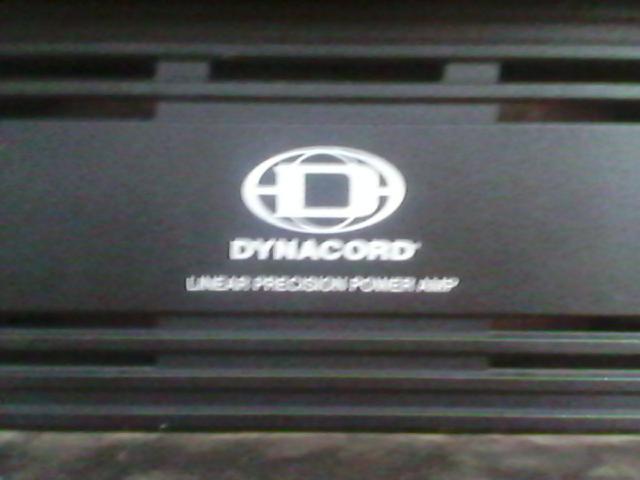 D
DYNACORD
LINEAR PRECISION POWER AMP